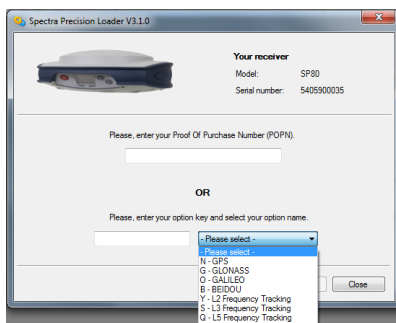 Spectra Precision Loader V3.1.0
Your receiver
Model: SP80
Serial number: 5405900035
Please, enter your Proof Of Purchase Number (POPN).
OR
Please, enter your option key and select your option name.
- Please select -
- Please select -
N - GPS
G - GLONASS
O - GALILEO
B - BEIDOU
Y - L2 Frequency Tracking
S - L3 Frequency Tracking
Q - L5 Frequency Tracking
Close